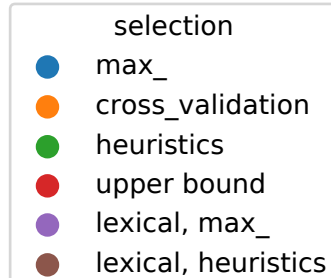 selection
max_
cross_validation
heuristics
upper bound
lexical, max_
lexical, heuristics